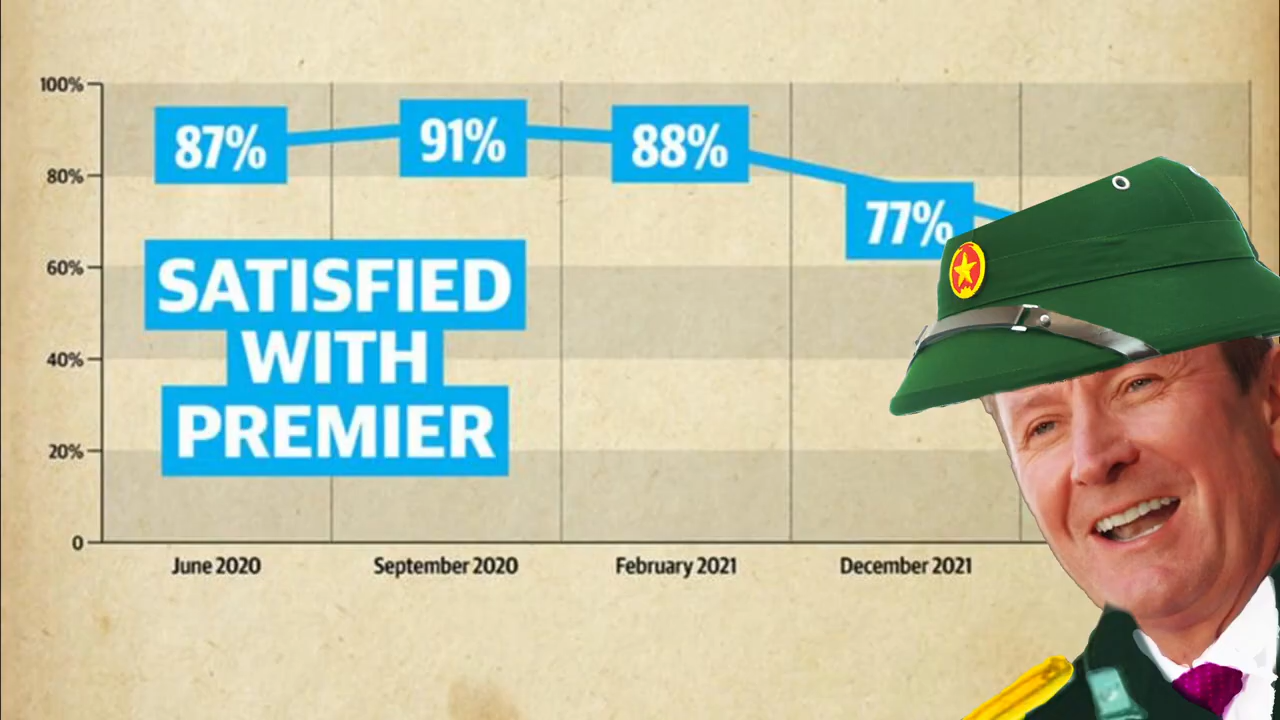 100%
80%
60%
40%
20%
0
87%
91%
88%
77%
SATISFIED
WITH
PREMIER
June 2020
September 2020
February 2021
December 2021